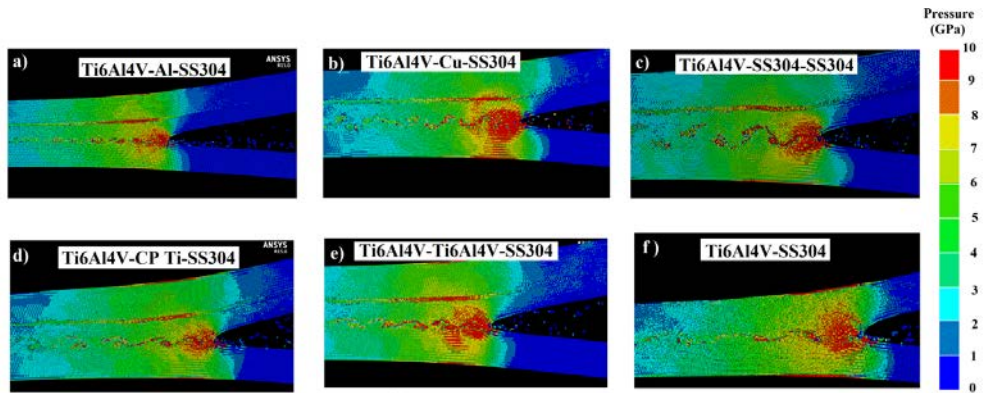 Pressure
(GPa)
a)
Ti6Al4V-Al-SS304
ANSYS
b)
Ti6Al4V-Cu-SS304
c)
Ti6Al4V-SS304-SS304
10
9
8
7
6
5
4
3
2
1
0
d)
Ti6Al4V-CP Ti-SS304
ANSYS
e)
Ti6Al4V-Ti6Al4V-SS304
f)
Ti6Al4V-SS304